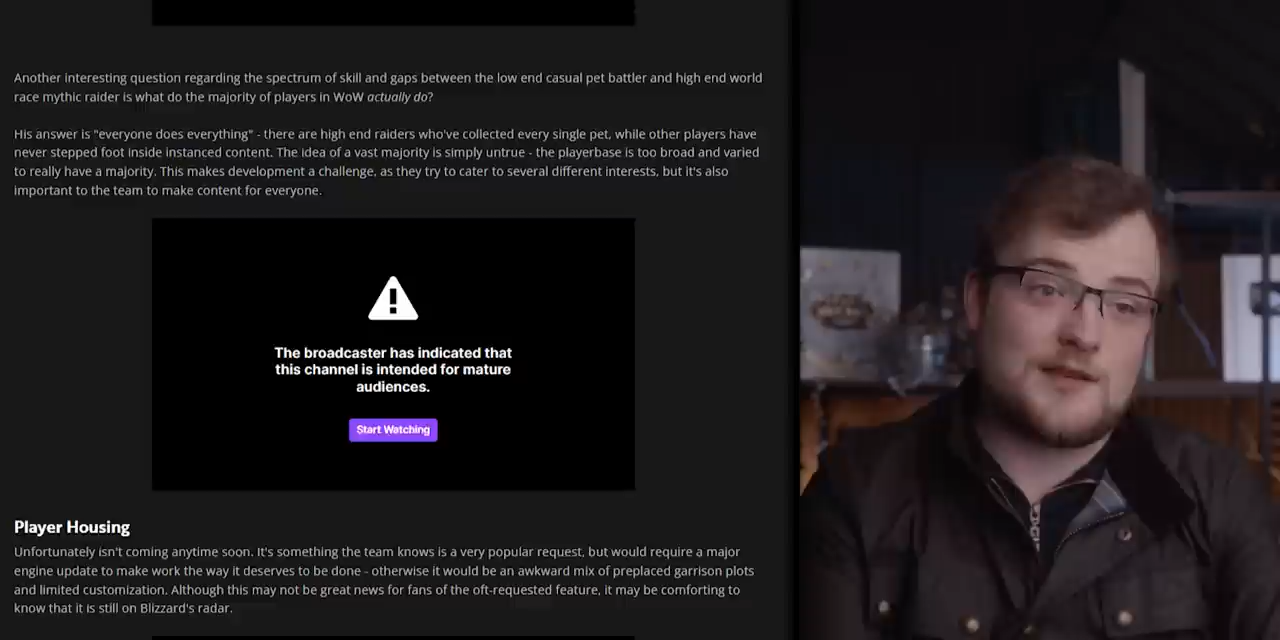 Another interesting question regarding the spectrum of skill and gaps between the low end casual pet battler and high end world
race mythic raider is what do the majority of players in WoW actually do?
His answer is "everyone does everything" - there are high end raiders who've collected every single pet, while other players have
never stepped foot inside instanced content. The idea of a vast majority is simply untrue - the playerbase is too broad and varied
to really have a majority. This makes development a challenge, as they try to cater to several different interests, but it's also
important to the team to make content for everyone.
The broadcaster has indicated that
this channel is intended for mature
audiences.
Start Watching
Player Housing
Unfortunately isn't coming anytime soon. It's something the team knows is a very popular request, but would require a major
engine update to make work the way it deserves to be done - otherwise it would be an awkward mix of preplaced garrison plots
and limited customization. Although this may not be great news for fans of the oft-requested feature, it may be comforting to
know that it is still on Blizzard's radar.